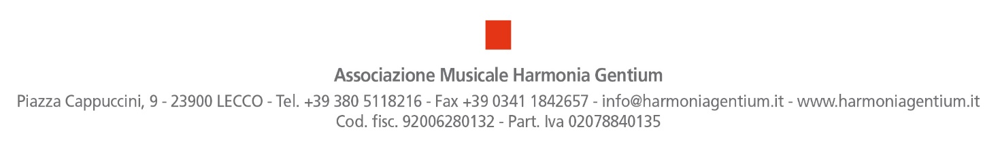 Associazione Musicale Harmonia Gentium
Piazza Cappuccini, 9 - 23900 LECCO - Tel. +39 380 5118216 - Fax +39 0341 1842657 - info@harmoniagentium.it - www.harmoniagentium.it
Cod. fisc. 92006280132 - Part. Iva 02078840135